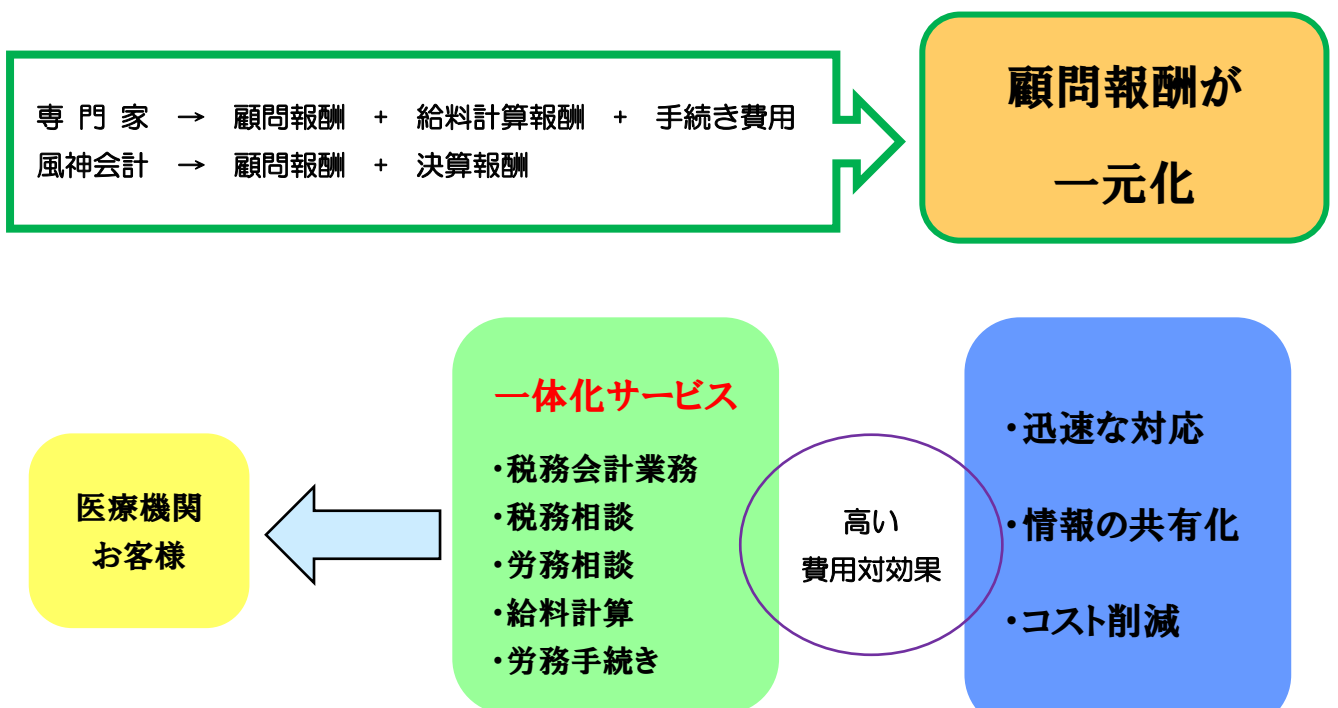 専 門 家 → 顧問報酬 + 給料計算報酬 + 手続き費用
風神会計 → 顧問報酬 + 決算報酬
顧問報酬が
一元化
医療機関
お客様
一体化サービス
・税務会計業務
・税務相談
・労務相談
・給料計算
・労務手続き
高い
費用対効果
・迅速な対応
・情報の共有化
・コスト削減